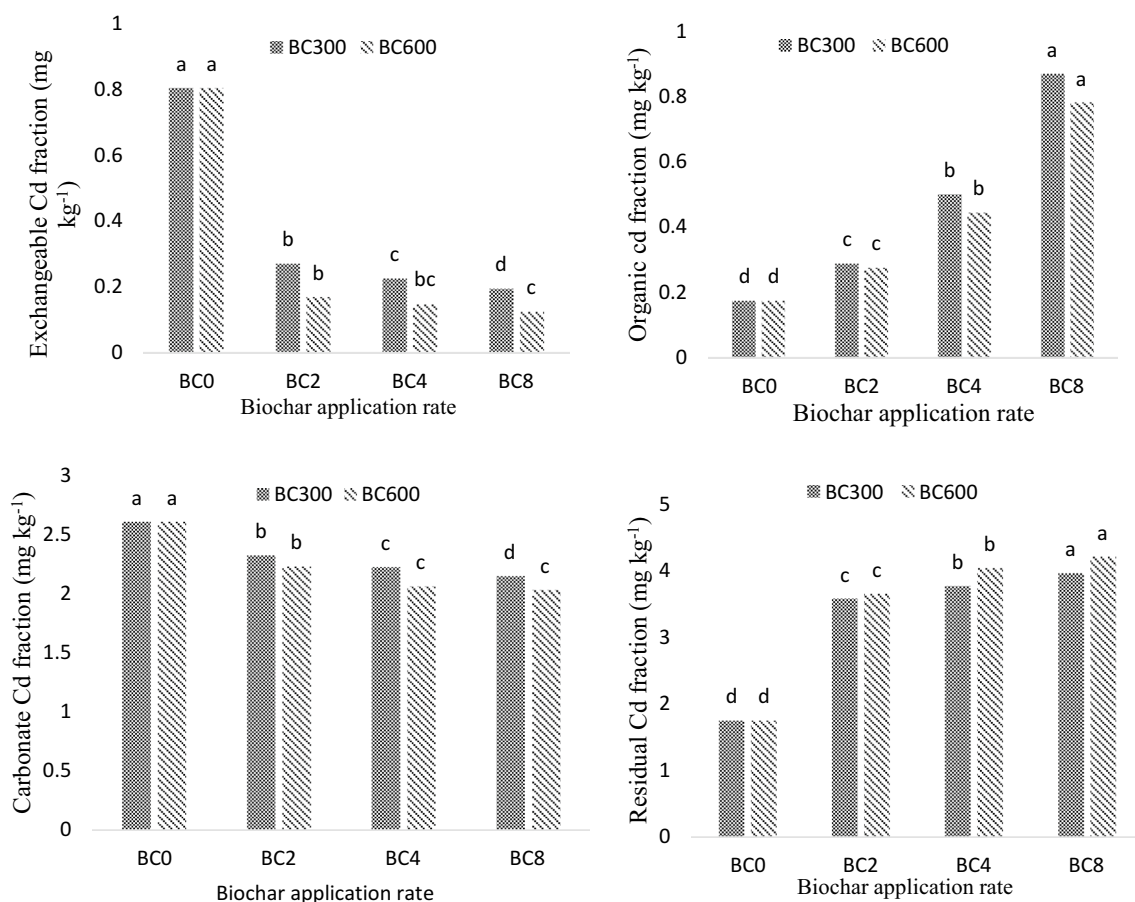 Exchangeable Cd fraction (mg
kg-1)
1
0.8
0.6
0.4
0.2
0
BC300 BC600
a a
b b
c bc
d c
BC0 BC2 BC4 BC8
Biochar application rate
Organic cd fraction (mg kg-1)
1
0.8
0.6
0.4
0.2
0
BC300 BC600
d d
c c
b b
a a
BC0 BC2 BC4 BC8
Biochar application rate
Carbonate Cd fraction (mg kg-1)
3
2.5
2
1.5
1
0.5
0
BC300 BC600
a a
b b
c c
d c
BC0 BC2 BC4 BC8
Biochar application rate
Residual Cd fraction (mg kg-1)
5
4
3
2
1
0
BC300 BC600
d d
c c
b b
a a
BC0 BC2 BC4 BC8
Biochar application rate